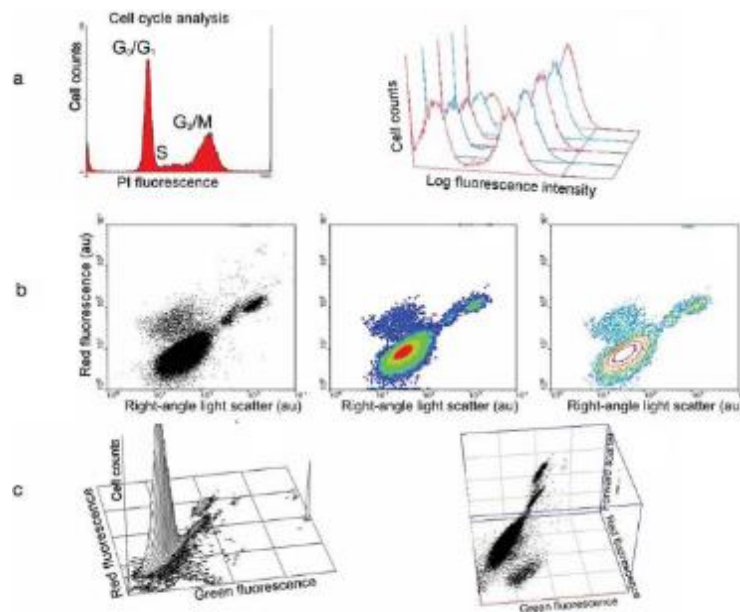 Cell cycle analysis
a
Cell counts
G₀/G₁
S
G₂/M
PI fluorescence
Cell counts
Log fluorescence intensity
b
Red fluorescence (au)
Right-angle light scatter (au)
Right-angle light scatter (au)
Right-angle light scatter (au)
c
Cell counts
Red fluorescence
Green fluorescence
Forward scatter
Red fluorescence
Green fluorescence